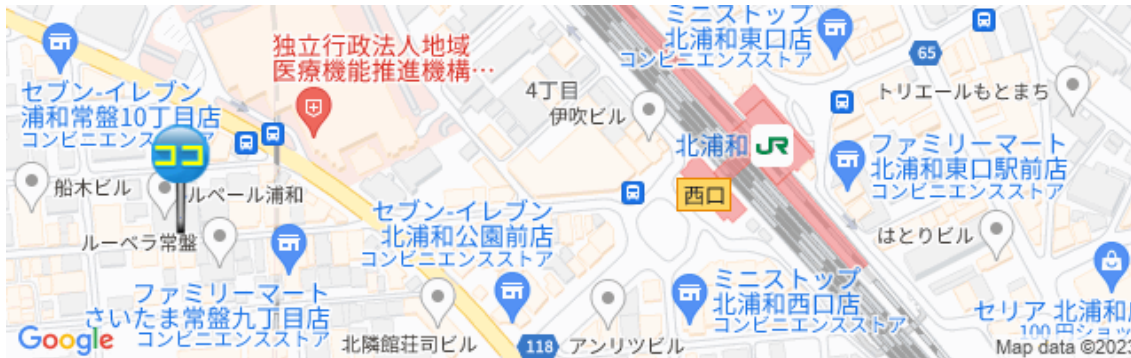 ミニストップ
北浦和東口店
コンビニエンスストア
65
独立行政法人地域
医療機能推進機構…
セブン-イレブン
浦和常盤10丁目店
コンビニエンスストア
ココ
4丁目
伊吹ビル
トリエールもとまち
北浦和
JR
ファミリーマート
北浦和東口駅前店
コンビニエンスストア
船木ビル
ルペール浦和
西口
セブン-イレブン
北浦和公園前店
コンビニエンスストア
ルーベラ常盤
はとりビル
ファミリーマート
さいたま常盤九丁目店
コンビニエンスストア
ミニストップ
北浦和西口店
コンビニエンスストア
セリア 北浦和
100 円ショッ
北隣館荘司ビル
118
アンリツビル
Google
Map data ©2023